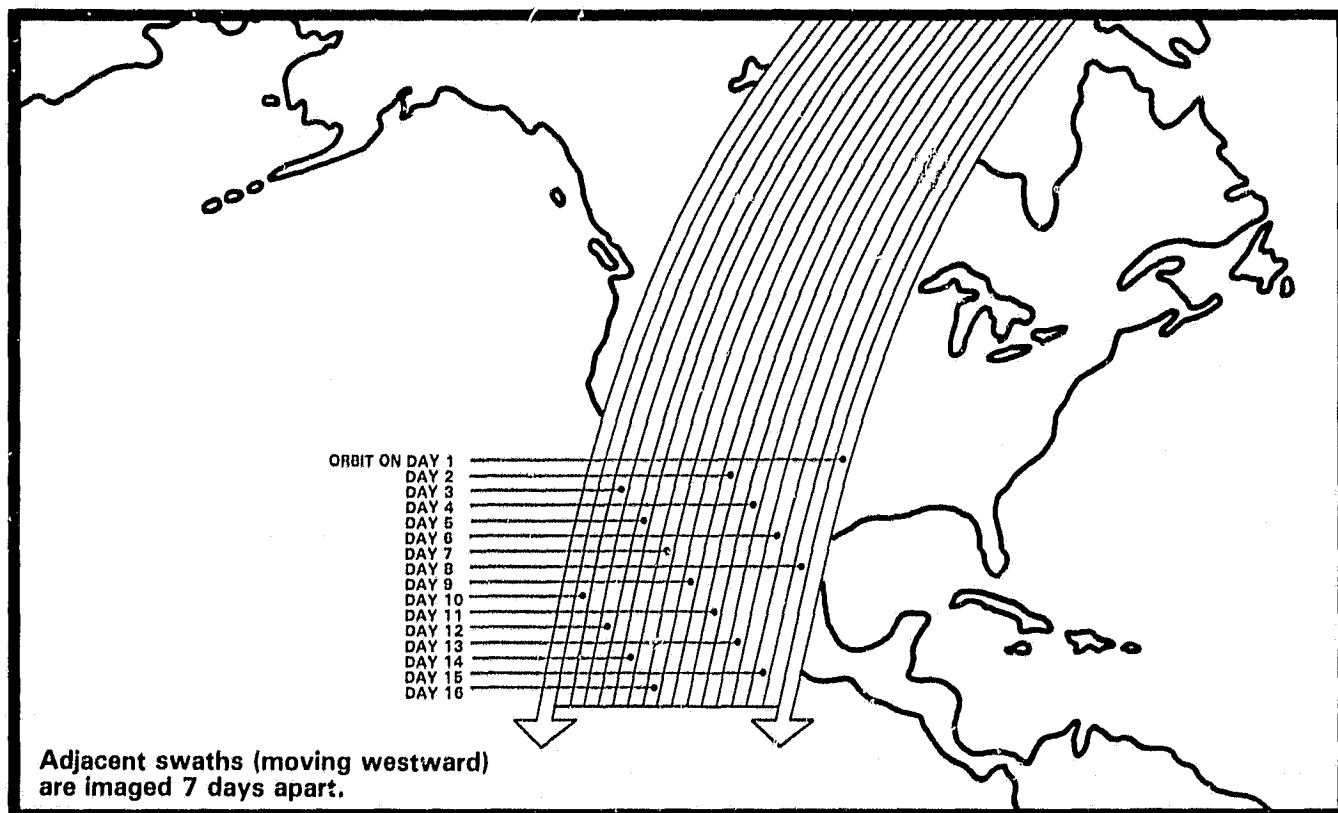 ORBIT ON DAY 1
DAY 2
DAY 3
DAY 4
DAY 5
DAY 6
DAY 7
DAY 8
DAY 9
DAY 10
DAY 11
DAY 12
DAY 13
DAY 14
DAY 15
DAY 16
Adjacent swaths (moving westward)
are imaged 7 days apart.